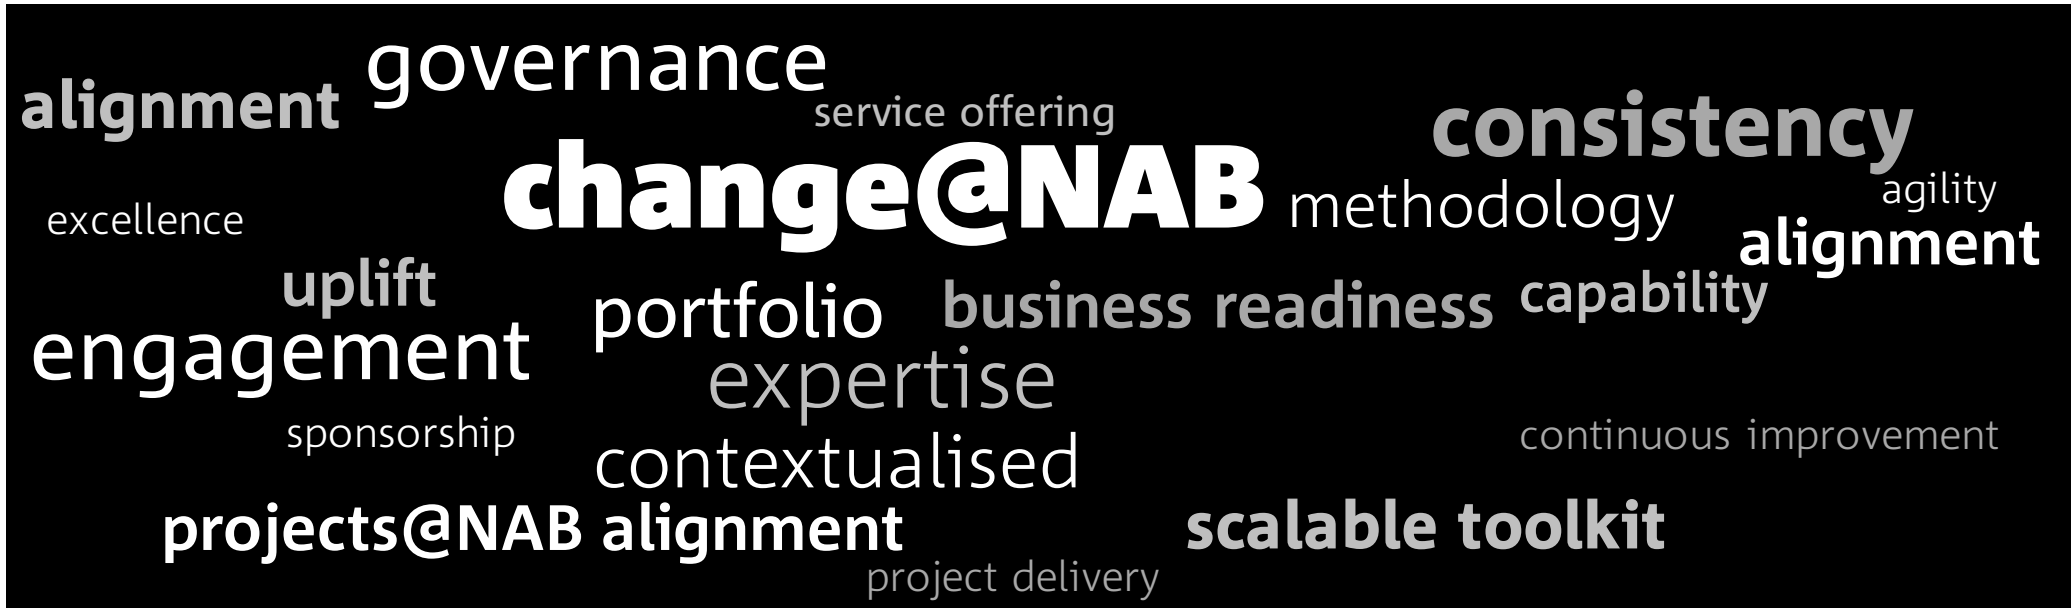 governance
alignment
service offering
consistency
change@NAB
methodology
agility
excellence
alignment
uplift
portfolio
business readiness
capability
engagement
expertise
sponsorship
continuous improvement
contextualised
projects@NAB alignment
scalable toolkit
project delivery